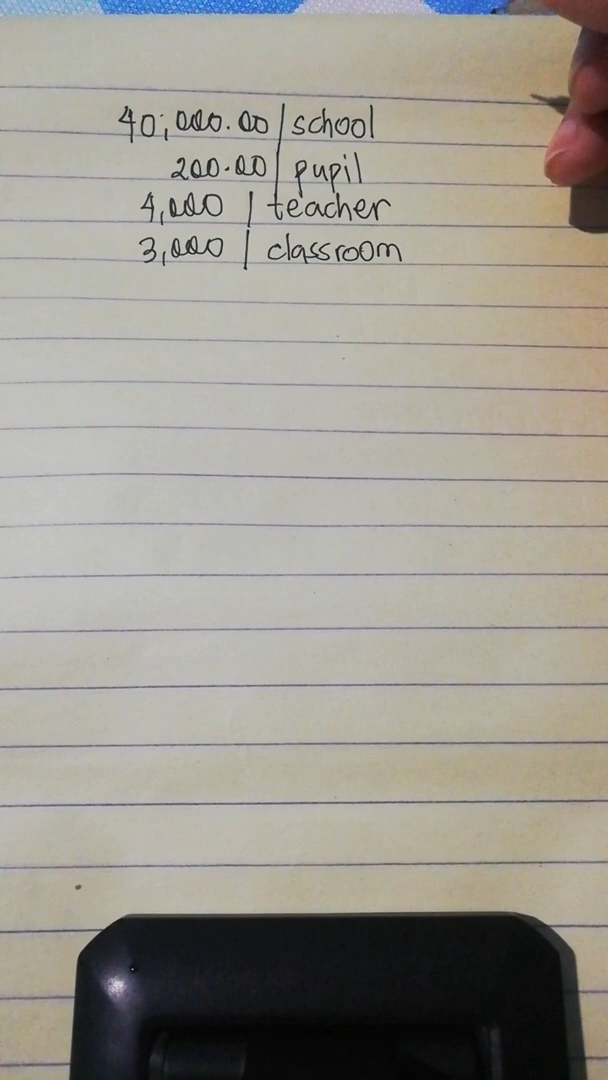 40,000.00 / school
200.00 / pupil
4,000 / teacher
3,000 / classroom